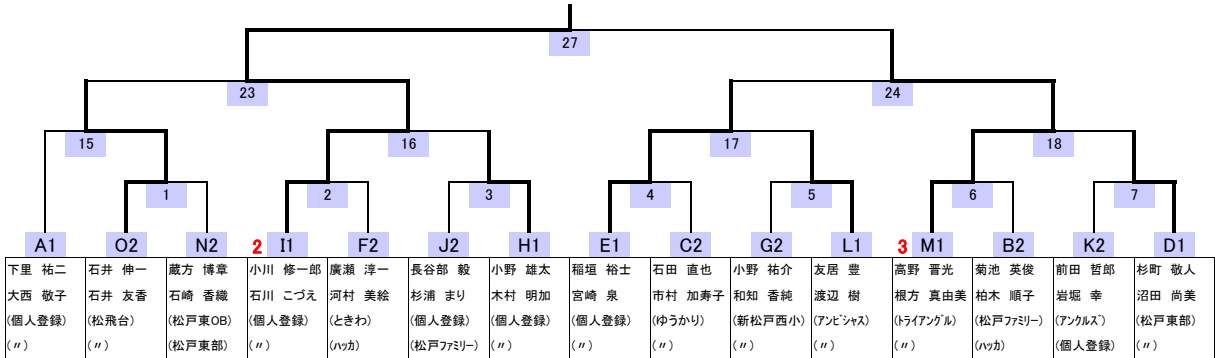 27
23 24
15 16 17 18
1 2 3 4 5 6 7
A1 O2 N2 2 I1 F2 J2 H1 E1 C2 G2 L1 3 M1 B2 K2 D1
下里 祐二 石井 伸一 蔵方 博章 小川 修一郎 廣瀬 淳一 長谷部 毅 小野 雄太 稲垣 裕士 石田 直也 小野 祐介 友居 豊 高野 晋光 菊池 英俊 前田 哲郎 杉町 敬人
大西 敬子 石井 友香 石崎 香織 石川 こづえ 河村 美絵 杉浦 まり 木村 明加 宮崎 泉 市村 加寿子 和知 香純 渡辺 樹 根方 真由美 柏木 順子 岩堀 幸 沼田 尚美
(個人登録) (松飛台) (松戸東OB) (個人登録) (ときわ) (個人登録) (個人登録) (個人登録) (ゆうかり) (新松戸西小) (アンビシャス) (トライアングル) (松戸ファミリー) (アンクルズ) (松戸東部)
(〃) (〃) (松戸東部) (〃) (ハッカ) (松戸ファミリー) (〃) (〃) (〃) (〃) (〃) (〃) (ハッカ) (個人登録) (〃)